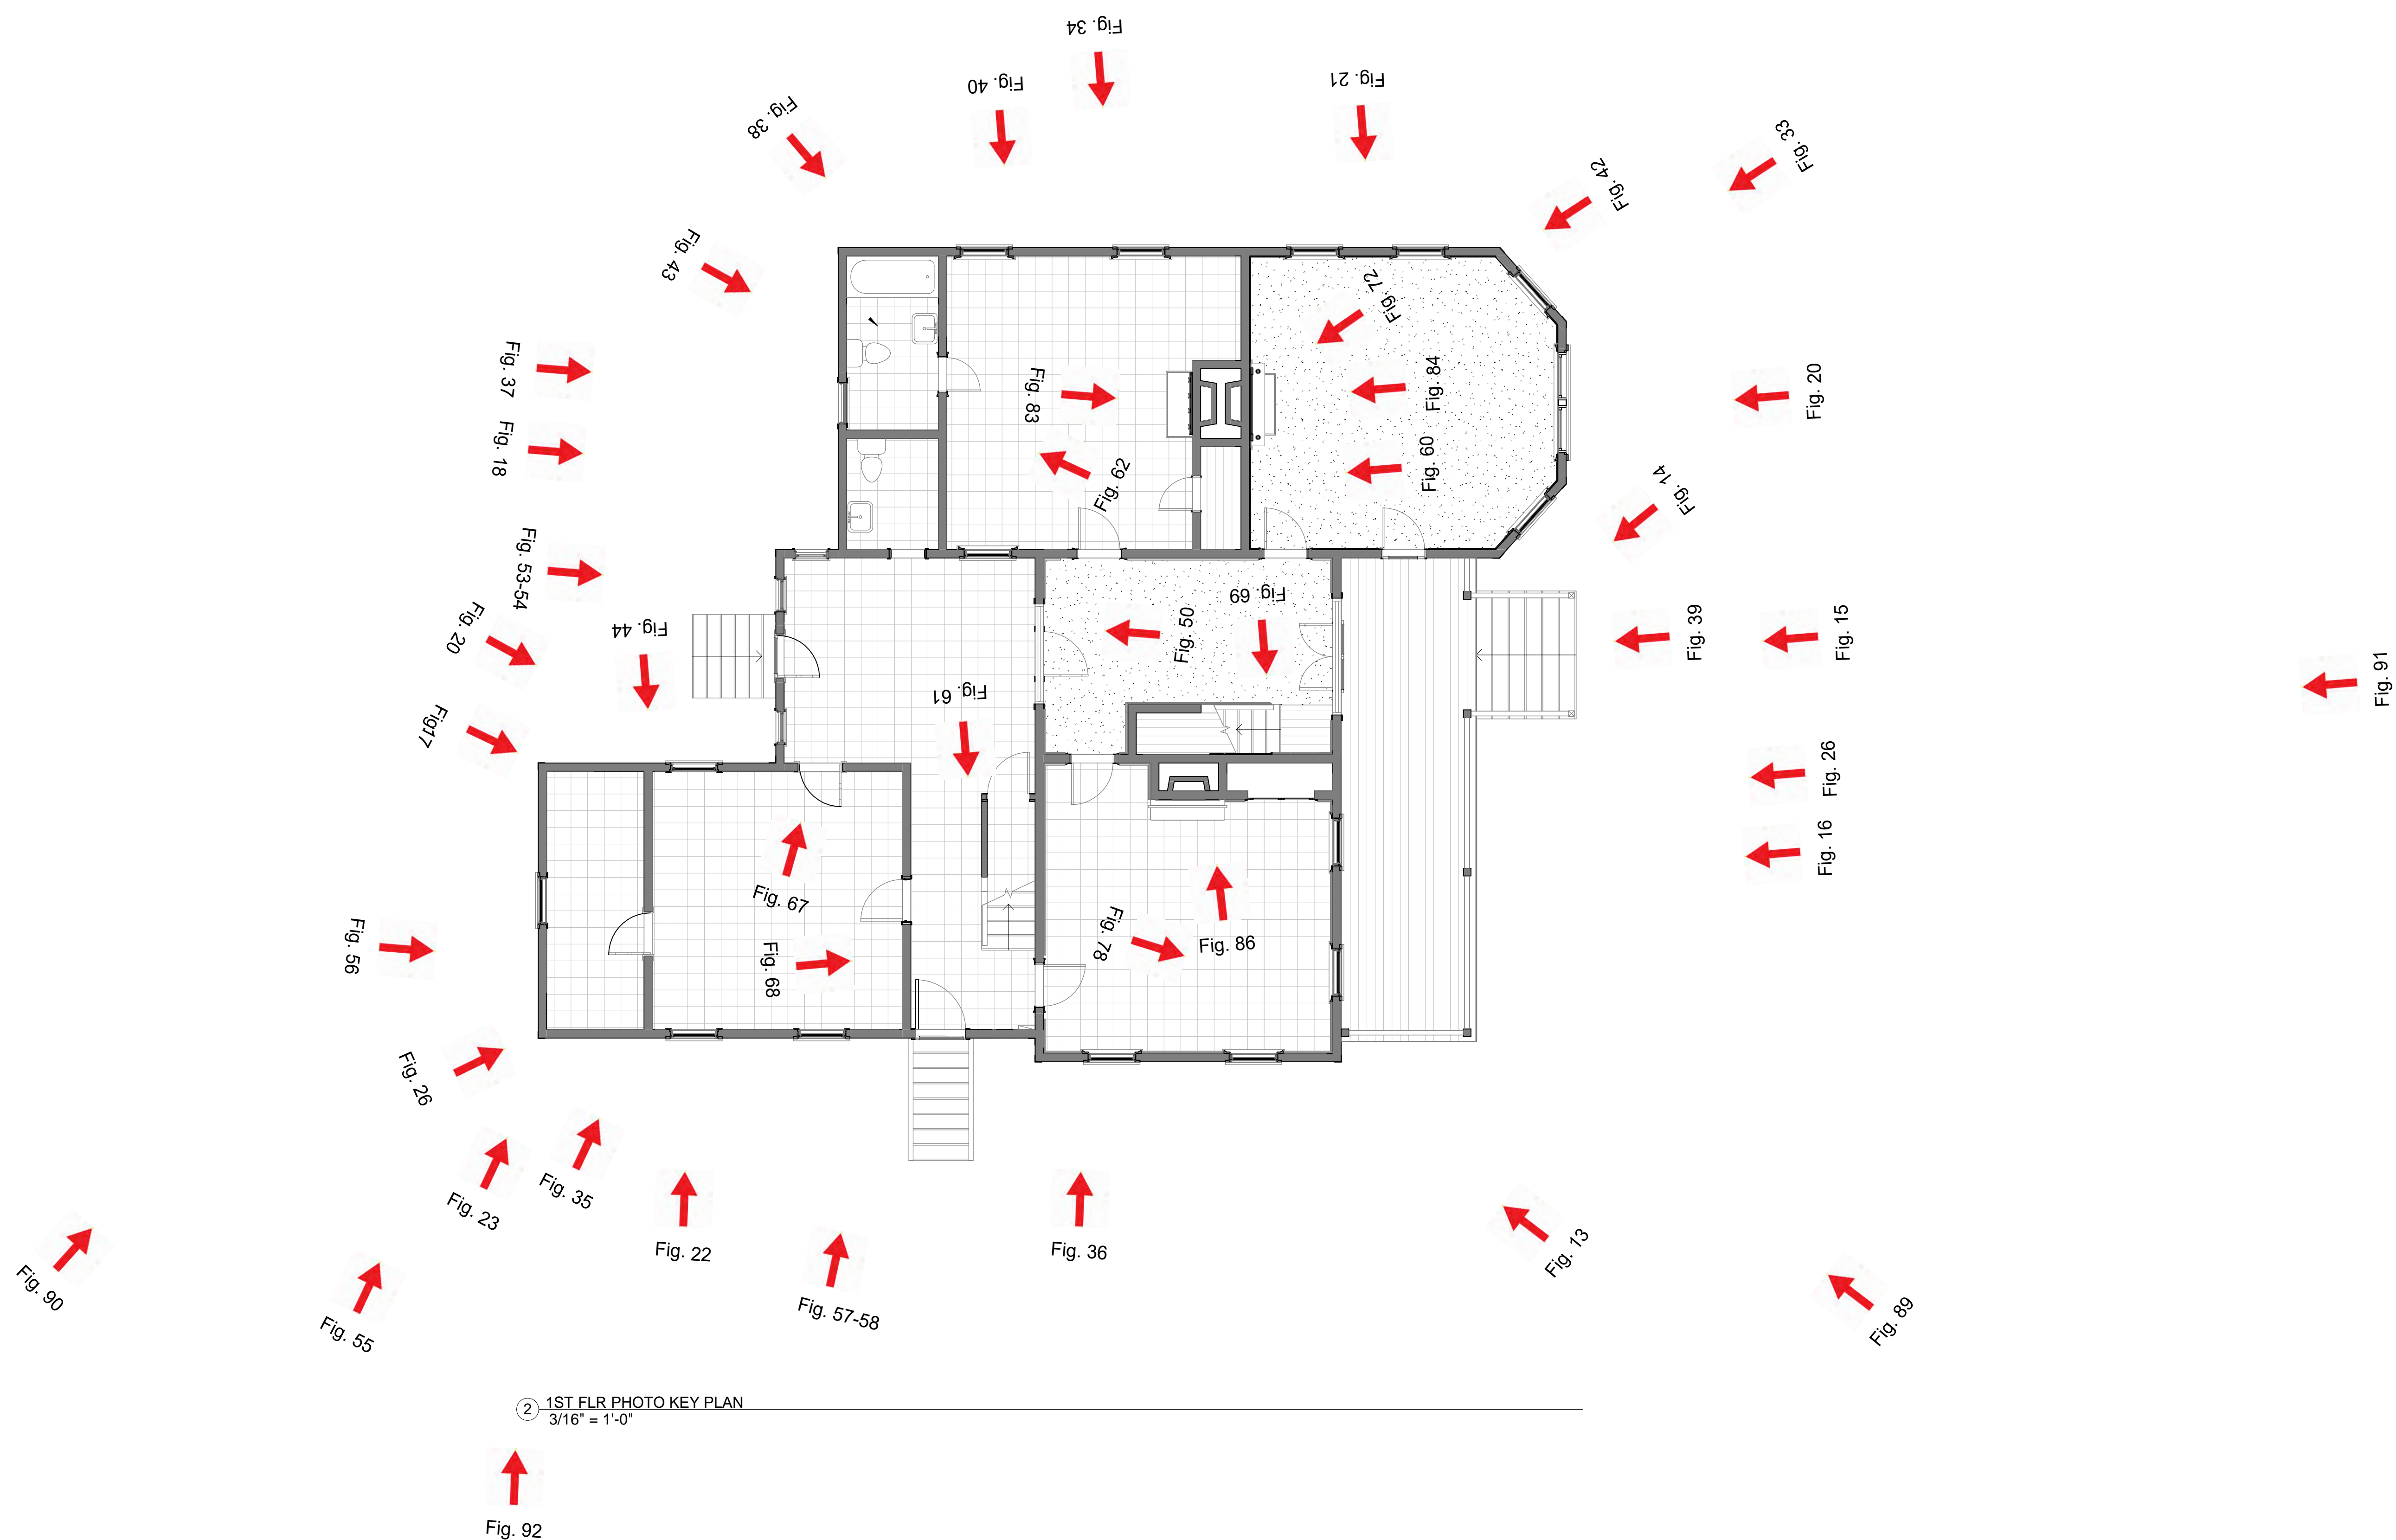 Fig. 34
Fig. 40
Fig. 21
Fig. 38
Fig. 33
Fig. 42
Fig. 43
Fig. 72
Fig. 37
Fig. 83
Fig. 84
Fig. 20
Fig. 18
Fig. 62
Fig. 60
Fig. 14
Fig. 53-54
Fig. 69
Fig. 20
Fig. 44
Fig. 50
Fig. 39
Fig. 15
Fig. 61
Fig. 91
Fig17
Fig. 26
Fig. 16
Fig. 67
Fig. 56
Fig. 68
Fig. 78
Fig. 86
Fig. 26
Fig. 35
Fig. 23
Fig. 22
Fig. 36
Fig. 13
Fig. 90
Fig. 57-58
Fig. 89
Fig. 55
2
1ST FLR PHOTO KEY PLAN
3/16" = 1'-0"
Fig. 92